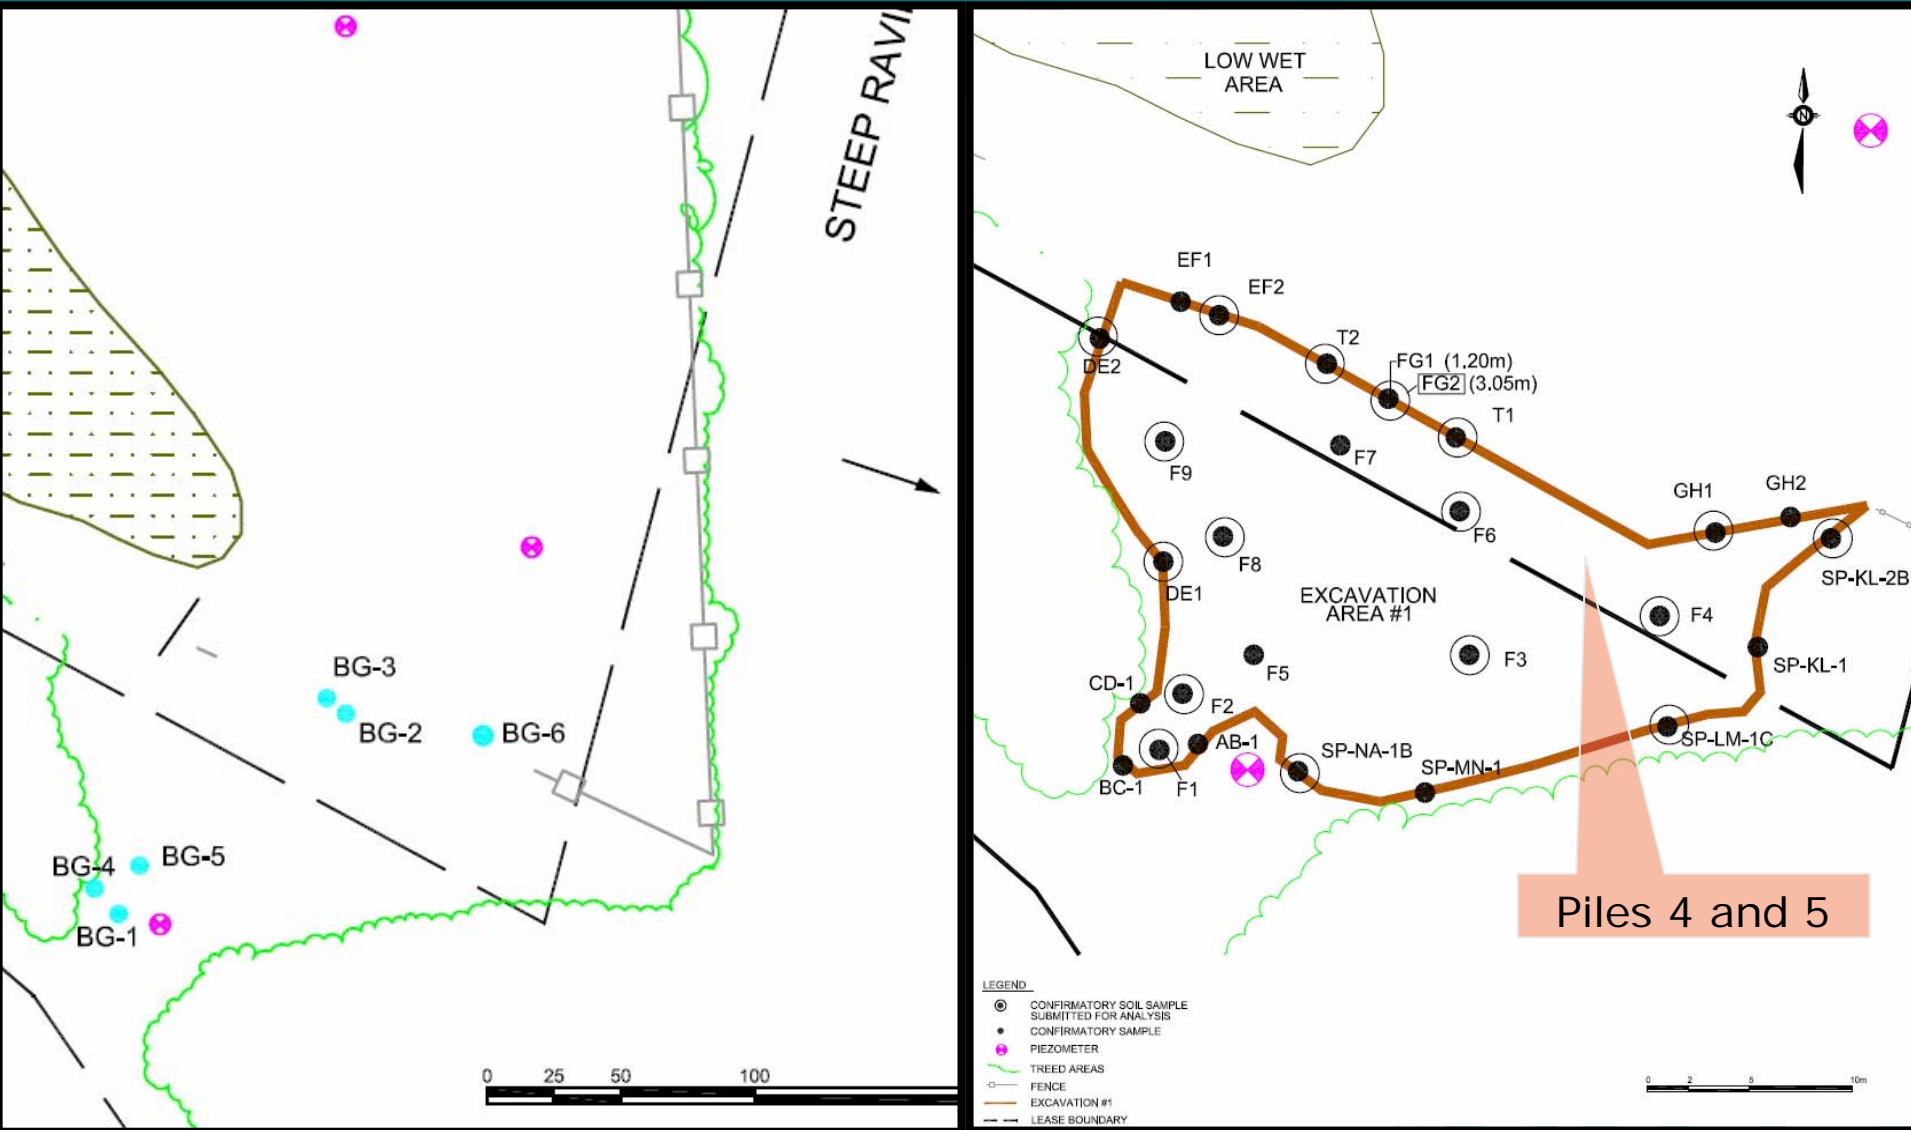 STEEP RAVI
BG-3
BG-2
BG-6
BG-5
BG-4
BG-1
0 25 50 100
LOW WET
AREA
N
EF1
EF2
T2
DE2
FG1 (1.20m)
FG2 (3.05m)
T1
F7
F9
GH1
GH2
F6
F8
SP-KL-2B
DE1
EXCAVATION
AREA #1
F4
F3
F5
SP-KL-1
CD-1
F2
AB-1
SP-NA-1B
SP-LM-1C
SP-MN-1
BC-1
F1
Piles 4 and 5
LEGEND
CONFIRMATORY SOIL SAMPLE
SUBMITTED FOR ANALYSIS
CONFIRMATORY SAMPLE
PIEZOMETER
TREED AREAS
FENCE
EXCAVATION #1
LEASE BOUNDARY
0 2 5 10m